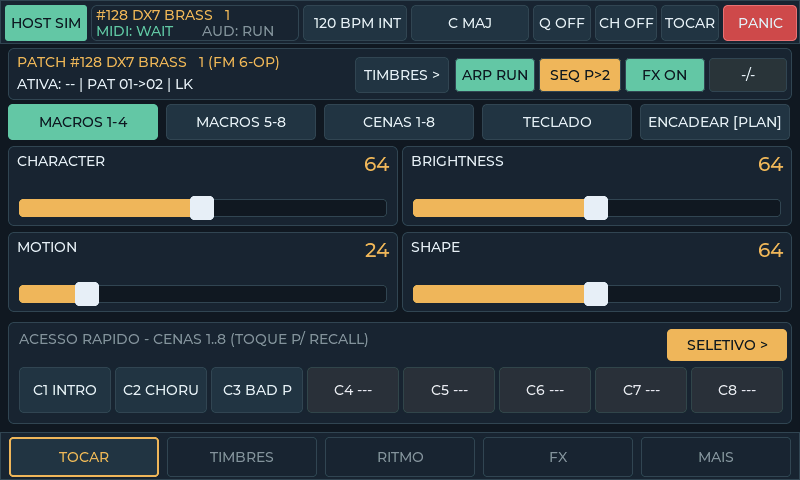 HOST SIM
#128 DX7 BRASS   1
MIDI: WAIT   AUD: RUN
120 BPM INT
C MAJ
Q OFF
CH OFF
TOCAR
PANIC
PATCH #128 DX7 BRASS   1 (FM 6-OP)
ATIVA: -- | PAT 01->02 | LK
TIMBRES >
ARP RUN
SEQ P>2
FX ON
-/-
MACROS 1-4
MACROS 5-8
CENAS 1-8
TECLADO
ENCADEAR [PLAN]
CHARACTER 64
BRIGHTNESS 64
MOTION 24
SHAPE 64
ACESSO RAPIDO - CENAS 1..8 (TOQUE P/ RECALL)
SELETIVO >
C1 INTRO
C2 CHORU
C3 BAD P
C4 ---
C5 ---
C6 ---
C7 ---
C8 ---
TOCAR
TIMBRES
RITMO
FX
MAIS